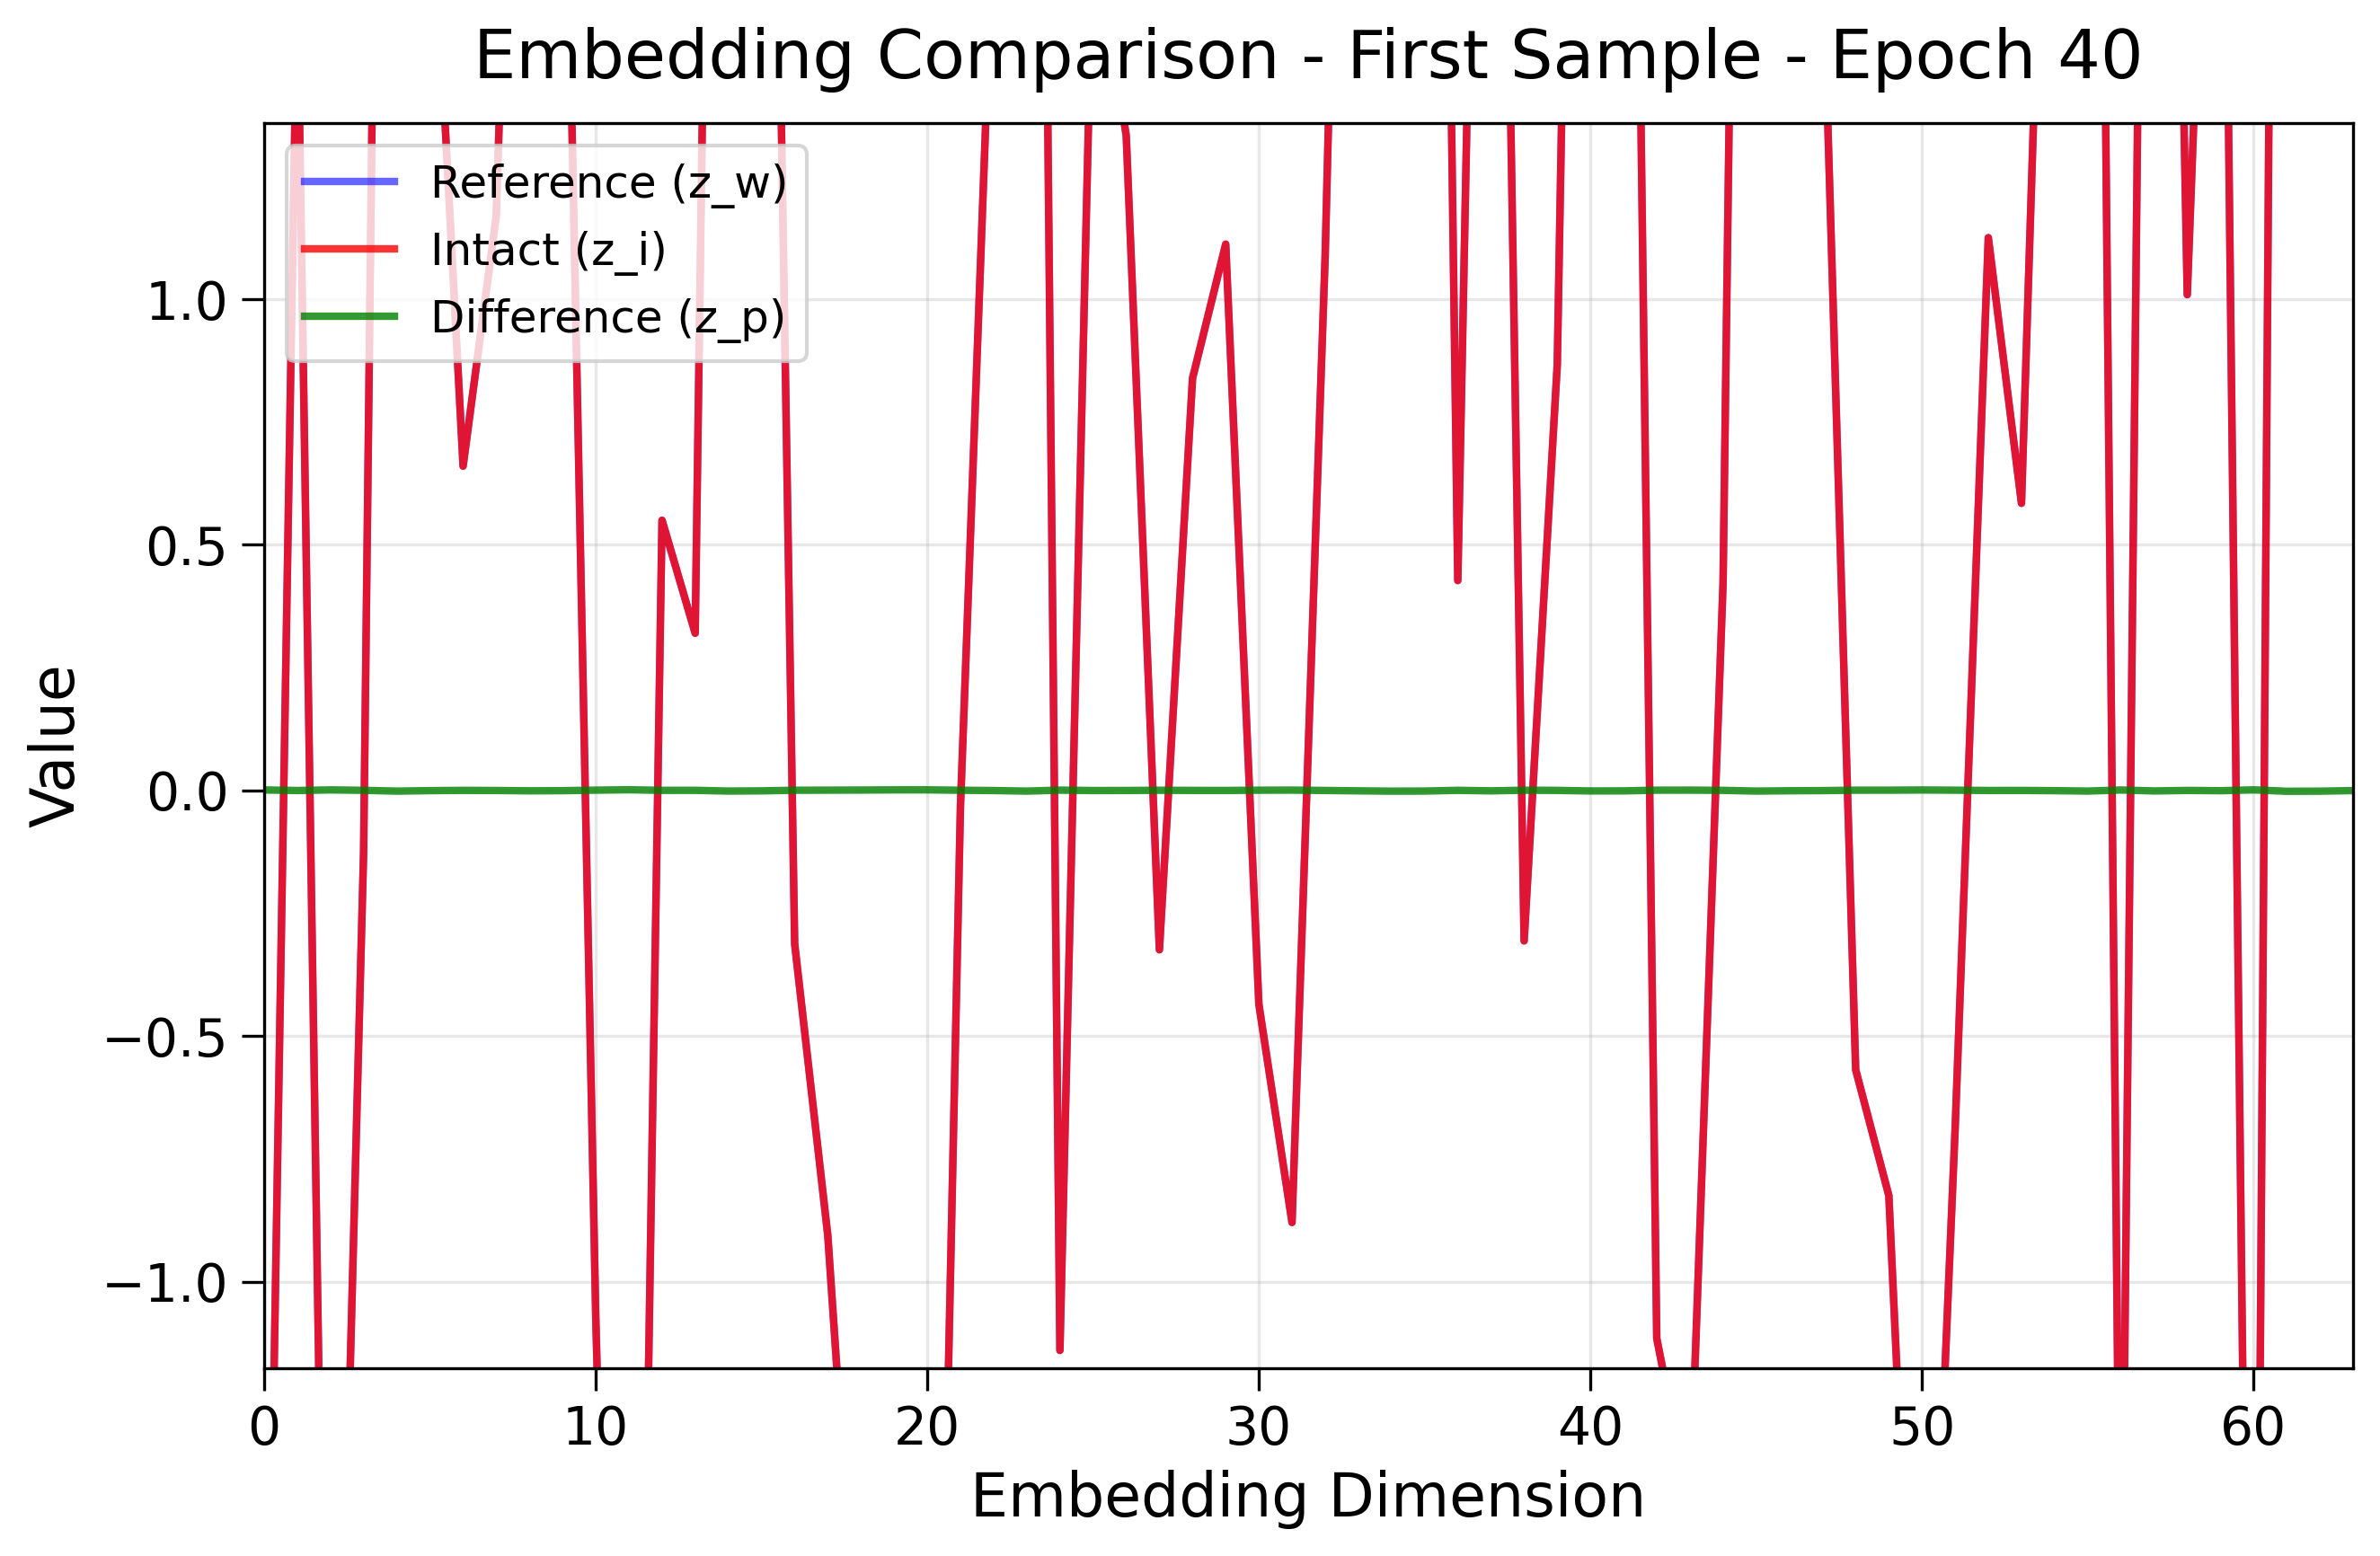 Embedding Comparison - First Sample - Epoch 40
Reference (z_w)
Intact (z_i)
Difference (z_p)
1.0
0.5
0.0
−0.5
−1.0
Value
0 10 20 30 40 50 60
Embedding Dimension